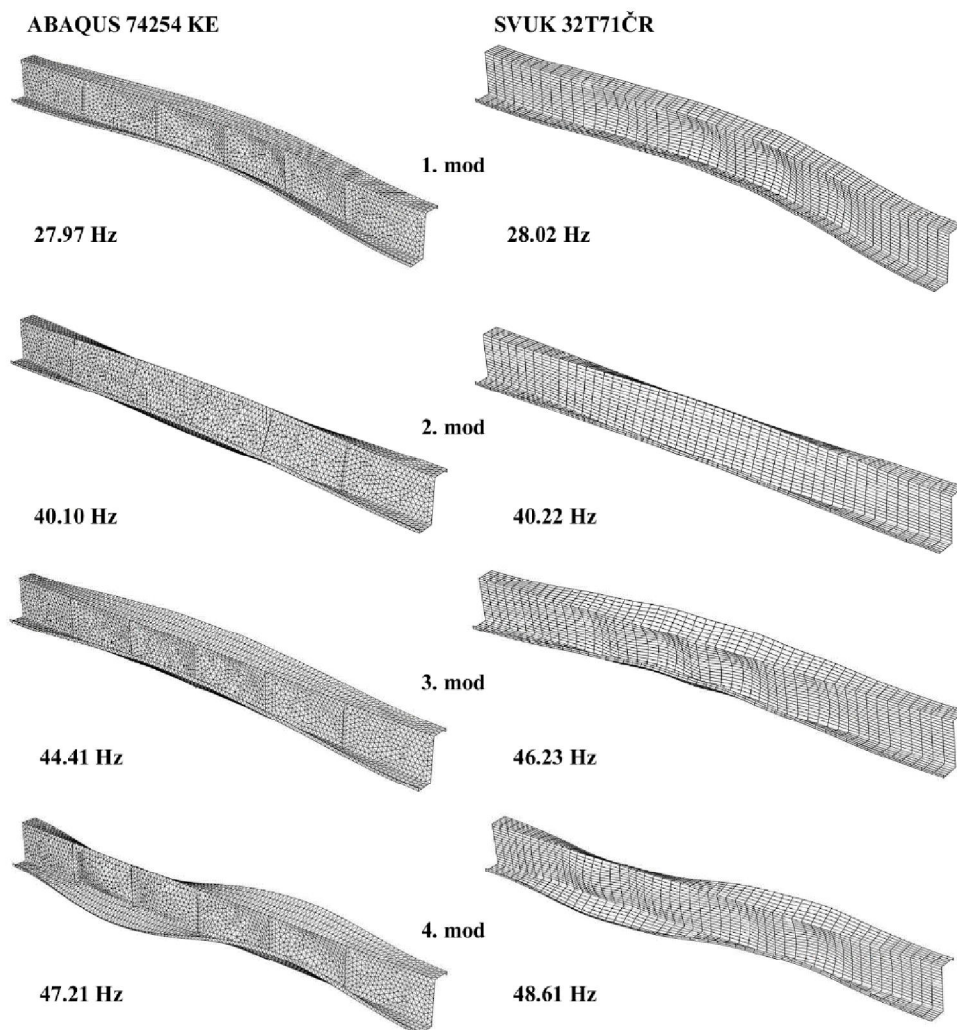 ABAQUS 74254 KE
SVUK 32T71ČR
1. mod
27.97 Hz
28.02 Hz
2. mod
40.10 Hz
40.22 Hz
3. mod
44.41 Hz
46.23 Hz
4. mod
47.21 Hz
48.61 Hz